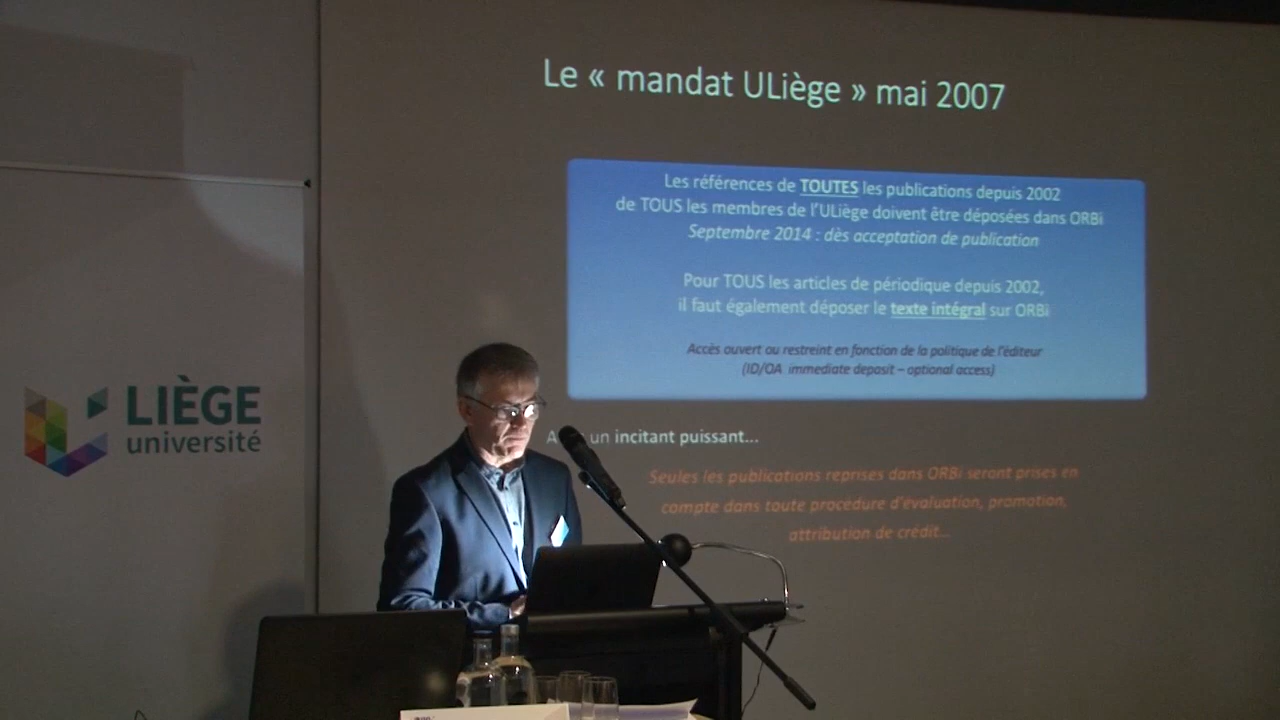 Le « mandat ULiège » mai 2007
Les références de TOUTES les publications depuis 2002
de TOUS les membres de l'ULiège doivent être déposées dans ORBi
Septembre 2014 : dès acceptation de publication
Pour TOUS les articles de périodique depuis 2002,
il faut également déposer le texte intégral sur ORBi
Accès ouvert ou restreint en fonction de la politique de l'éditeur
(ID/OA immediate deposit – optional access)
un incitant puissant...
Seules les publications reprises dans ORBi seront prises en
compte dans toute procédure d'évaluation, promotion,
attribution de crédit...
LIÈGE
université